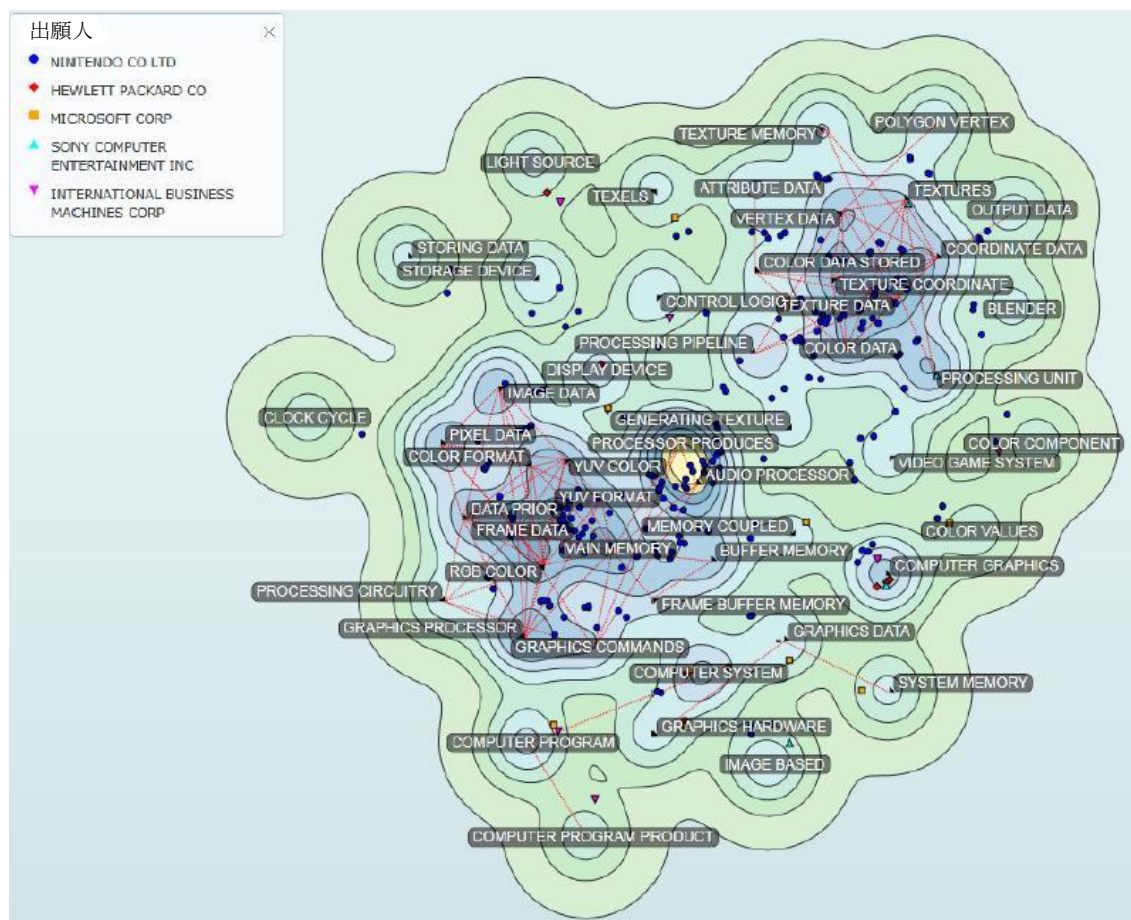 出願人
NINTENDO CO LTD
HEWLETT PACKARD CO
MICROSOFT CORP
SONY COMPUTER
ENTERTAINMENT INC
INTERNATIONAL BUSINESS
MACHINES CORP
POLYGON VERTEX
TEXTURE MEMORY
LIGHT SOURCE
ATTRIBUTE DATA
TEXTURES
TEXELS
OUTPUT DATA
VERTEX DATA
STORING DATA
COORDINATE DATA
COLOR DATA STORED
STORAGE DEVICE
TEXTURE COORDINATE
CONTROL LOGIC
TEXTURE DATA
BLENDER
PROCESSING PIPELINE
COLOR DATA
DISPLAY DEVICE
PROCESSING UNIT
IMAGE DATA
CLOCK CYCLE
GENERATING TEXTURE
PIXEL DATA
PROCESSOR PRODUCES
COLOR COMPONENT
COLOR FORMAT
YUV COLOR
VIDEO GAME SYSTEM
AUDIO PROCESSOR
YUV FORMAT
DATA PRIOR
FRAME DATA
MEMORY COUPLED
COLOR VALUES
MAIN MEMORY
BUFFER MEMORY
COMPUTER GRAPHICS
RGB COLOR
PROCESSING CIRCUITRY
FRAME BUFFER MEMORY
GRAPHICS PROCESSOR
GRAPHICS DATA
GRAPHICS COMMANDS
COMPUTER SYSTEM
SYSTEM MEMORY
GRAPHICS HARDWARE
COMPUTER PROGRAM
IMAGE BASED
COMPUTER PROGRAM PRODUCT